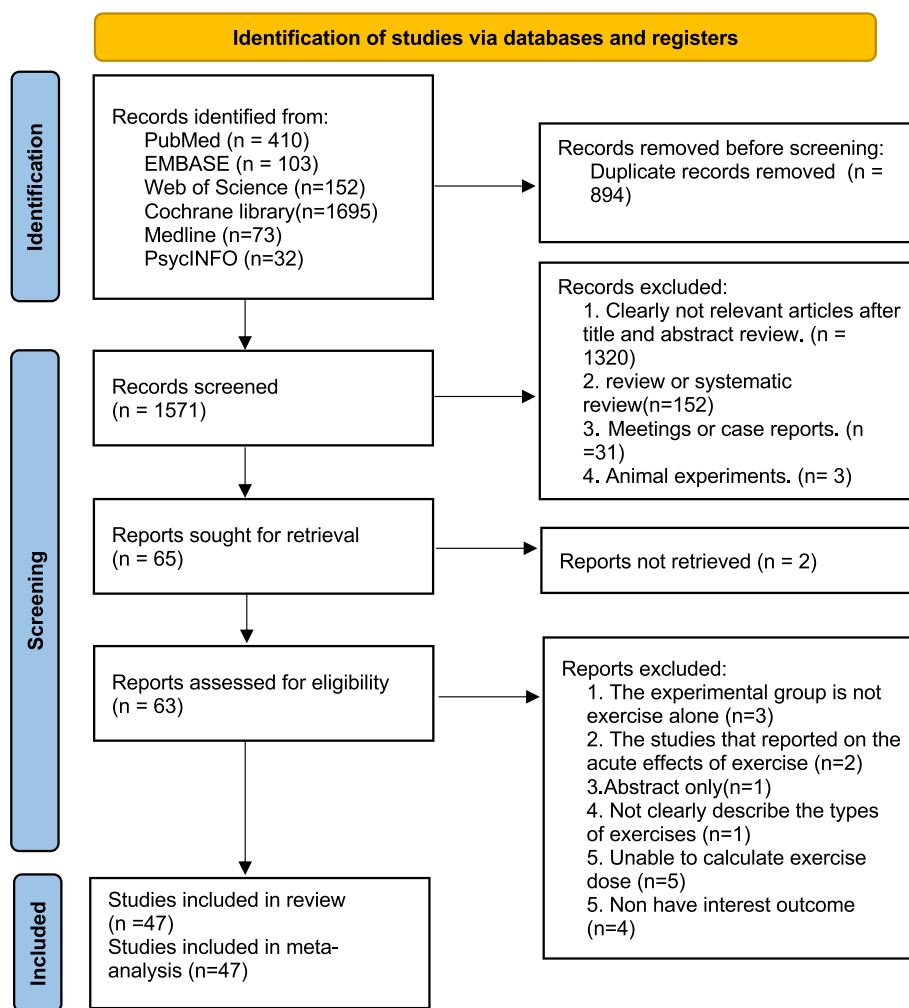 Identification of studies via databases and registers
Identification
Records identified from:
PubMed (n = 410)
EMBASE (n = 103)
Web of Science (n=152)
Cochrane library(n=1695)
Medline (n=73)
PsycINFO (n=32)
Records removed before screening:
Duplicate records removed (n =
894)
Screening
Records screened
(n = 1571)
Records excluded:
1. Clearly not relevant articles after
title and abstract review. (n =
1320)
2. review or systematic
review(n=152)
3. Meetings or case reports. (n
=31)
4. Animal experiments. (n= 3)
Reports sought for retrieval
(n = 65)
Reports not retrieved (n = 2)
Reports assessed for eligibility
(n = 63)
Reports excluded:
1. The experimental group is not
exercise alone (n=3)
2. The studies that reported on the
acute effects of exercise (n=2)
3.Abstract only(n=1)
4. Not clearly describe the types
of exercises (n=1)
5. Unable to calculate exercise
dose (n=5)
5. Non have interest outcome
(n=4)
Included
Studies included in review
(n =47)
Studies included in meta-
analysis (n=47)